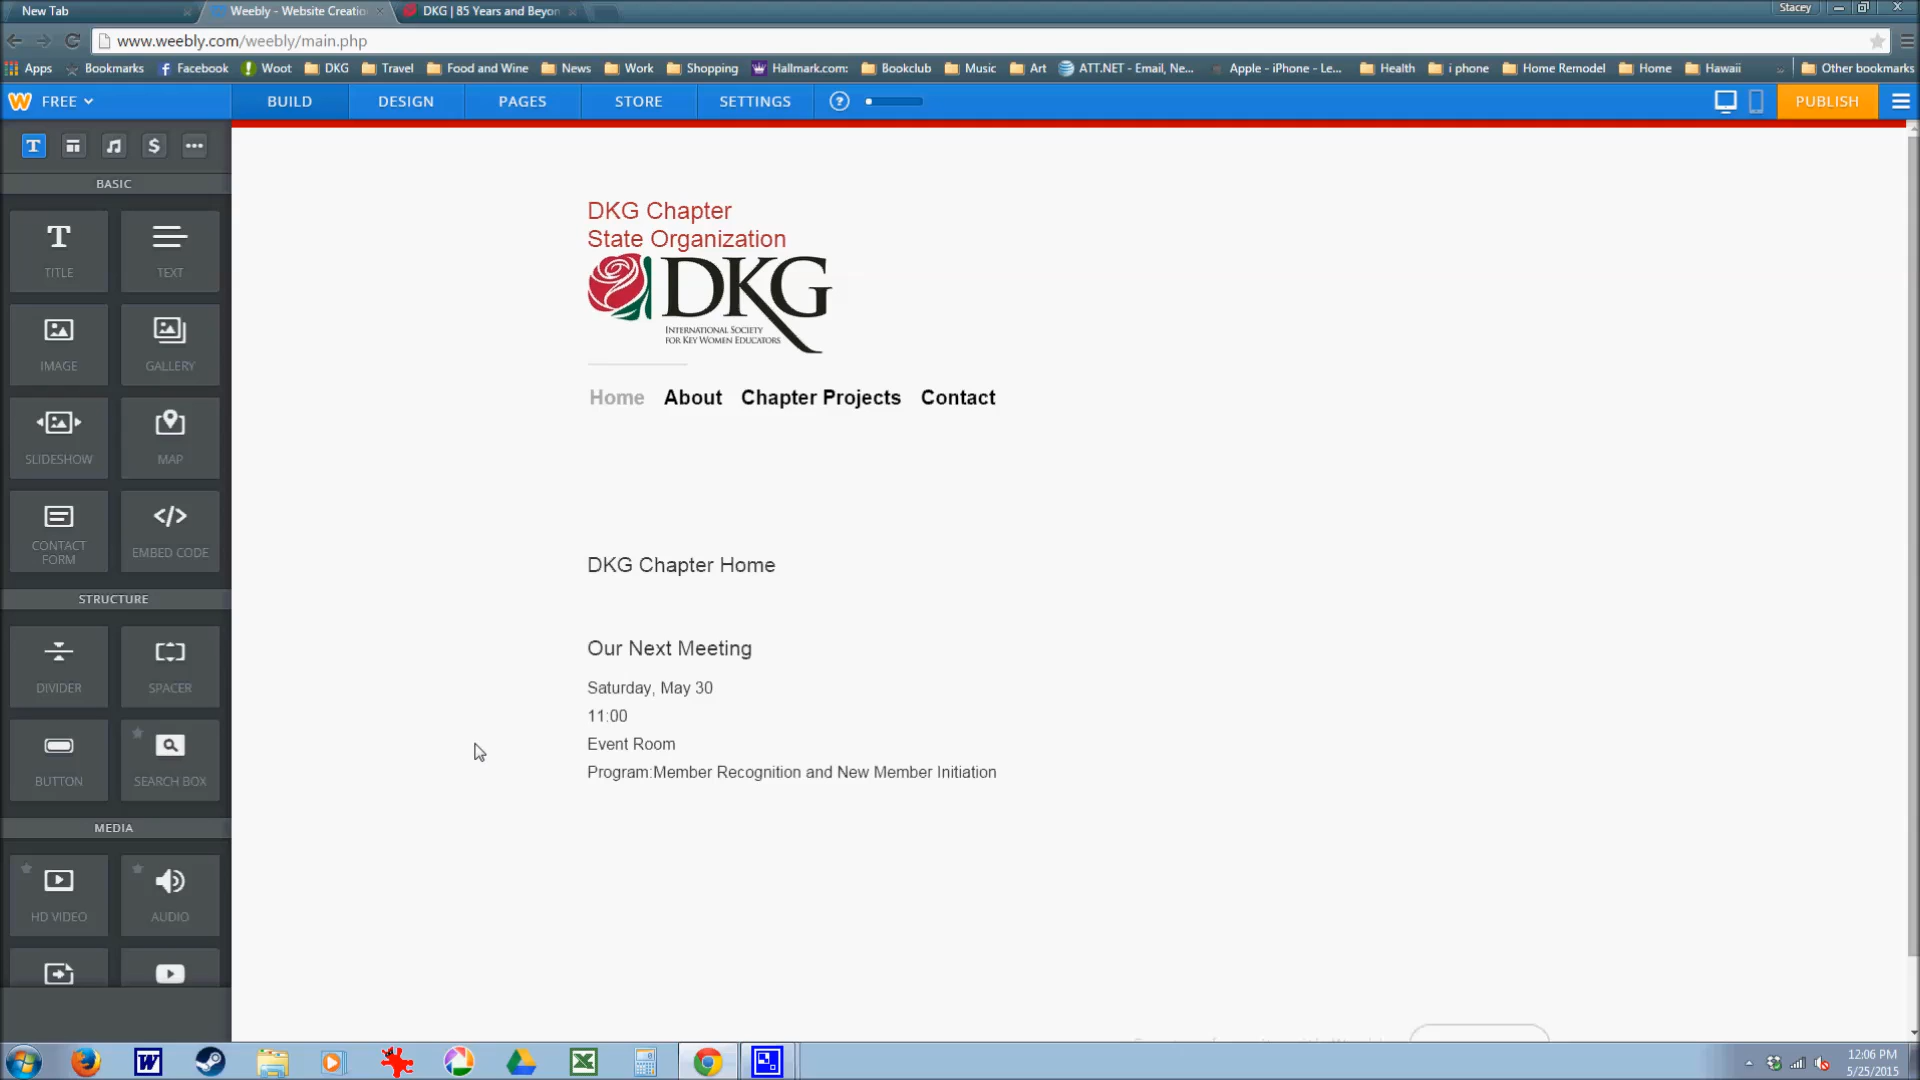 New Tab
Weebly - Website Creatio
DKG | 85 Years and Beyon
Stacey
www.weebly.com/weebly/main.php
Apps
Bookmarks
Facebook
Woot
DKG
Travel
Food and Wine
News
Work
Shopping
Hallmark.com:
Bookclub
Music
Art
ATT.NET - Email, Ne...
Apple - iPhone - Le...
Health
i phone
Home Remodel
Home
Hawaii
Other bookmarks
FREE
BUILD
DESIGN
PAGES
STORE
SETTINGS
?
PUBLISH
BASIC
TITLE
TEXT
IMAGE
GALLERY
SLIDESHOW
MAP
CONTACT
FORM
EMBED CODE
STRUCTURE
DIVIDER
SPACER
BUTTON
SEARCH BOX
MEDIA
HD VIDEO
AUDIO
DKG Chapter
State Organization
DKG
INTERNATIONAL SOCIETY
FOR KEY WOMEN EDUCATORS
Home
About
Chapter Projects
Contact
DKG Chapter Home
Our Next Meeting
Saturday, May 30
11:00
Event Room
Program:Member Recognition and New Member Initiation
12:06 PM
5/25/2015